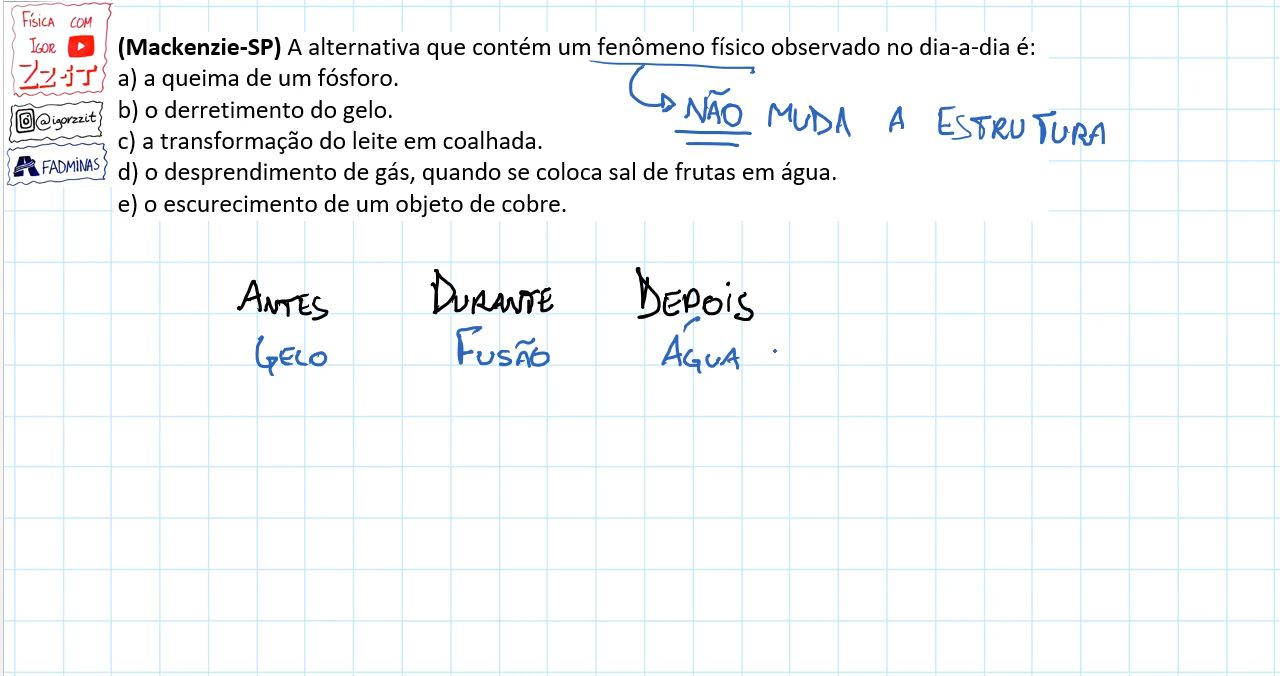 FÍSICA COM
IGOR
ZZ-IT
@igorzzit
FADMINAS
(Mackenzie-SP) A alternativa que contém um fenômeno físico observado no dia-a-dia é:
a) a queima de um fósforo.
b) o derretimento do gelo.
c) a transformação do leite em coalhada.
d) o desprendimento de gás, quando se coloca sal de frutas em água.
e) o escurecimento de um objeto de cobre.
NÃO MUDA A ESTRUTURA
ANTES DURANTE DEPOIS
GELO FUSÃO ÁGUA